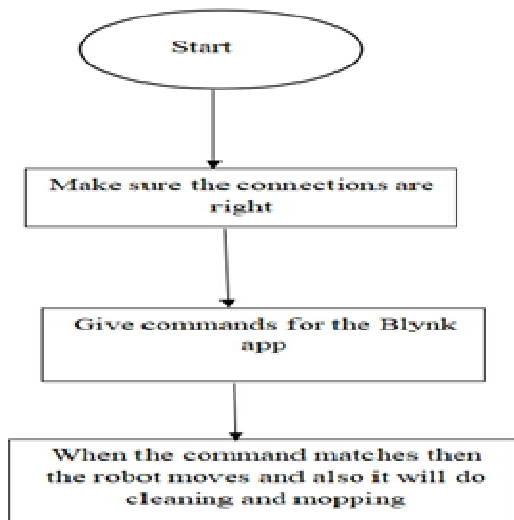 Start
Make sure the connections are
right
Give commands for the Blynk
app
When the command matches then
the robot moves and also it will do
cleaning and mopping